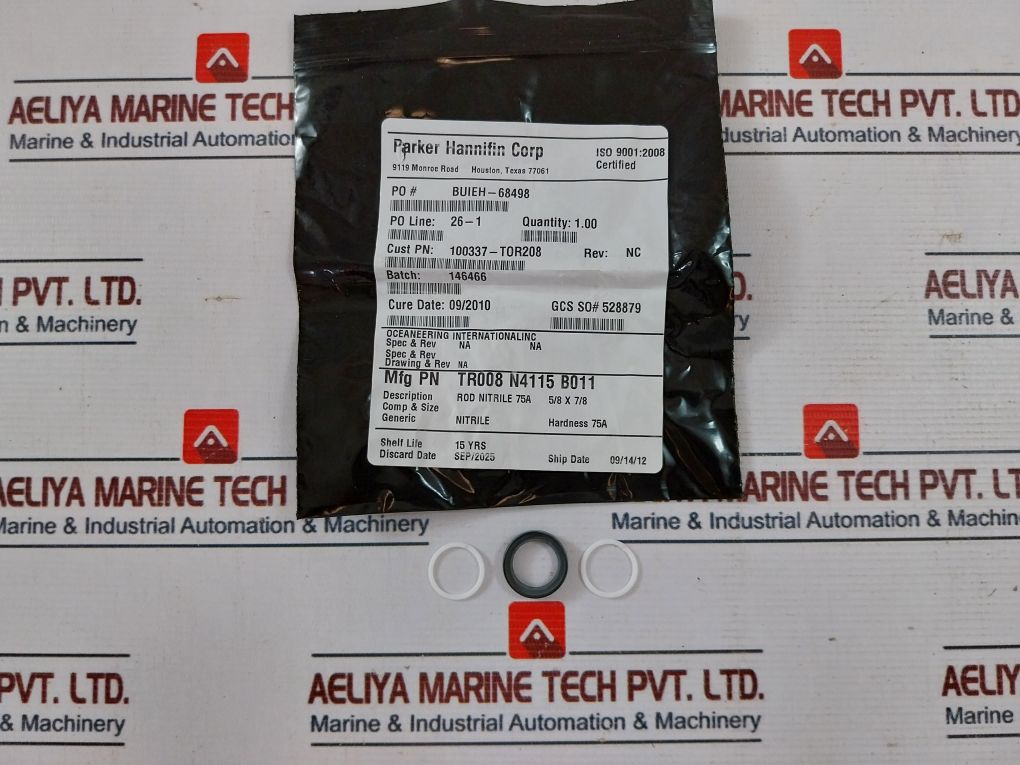 AELIYA MARINE TECH
Marine & Industrial Automation
MARINE TECH PVT. LTD.
dustrial Automation & Machinery
Parker Hannifin Corp
ISO 9001:2008
Certified
9119 Monroe Road Houston, Texas 77061
PO # BUIEH-68498
PO Line: 26-1 Quantity: 1.00
Cust PN: 100337-TOR208 Rev: NC
Batch: 146466
Cure Date: 09/2010 GCS SO# 528879
OCEANEERING INTERNATIONALINC
Spec & Rev NA NA
Spec & Rev
Drawing & Rev NA
Mfg PN TR008 N4115 B011
Description ROD NITRILE 75A 5/8 X 7/8
Comp & Size
Generic NITRILE Hardness 75A
Shelf Life 15 YRS
Discard Date SEP/2025 Ship Date 09/14/12
PVT. LTD.
n & Machinery
AELIYA
Marine &
AELIYA MARINE TECH
Marine & Industrial Automation & Machinery
ARINE TECH PVT. LT
Marine & Industrial Automation & Machin
PVT. LTD.
& Machinery
AELIYA MARINE TECH PVT. LTD.
Marine & Industrial Automation & Machinery
AELIY
Marine